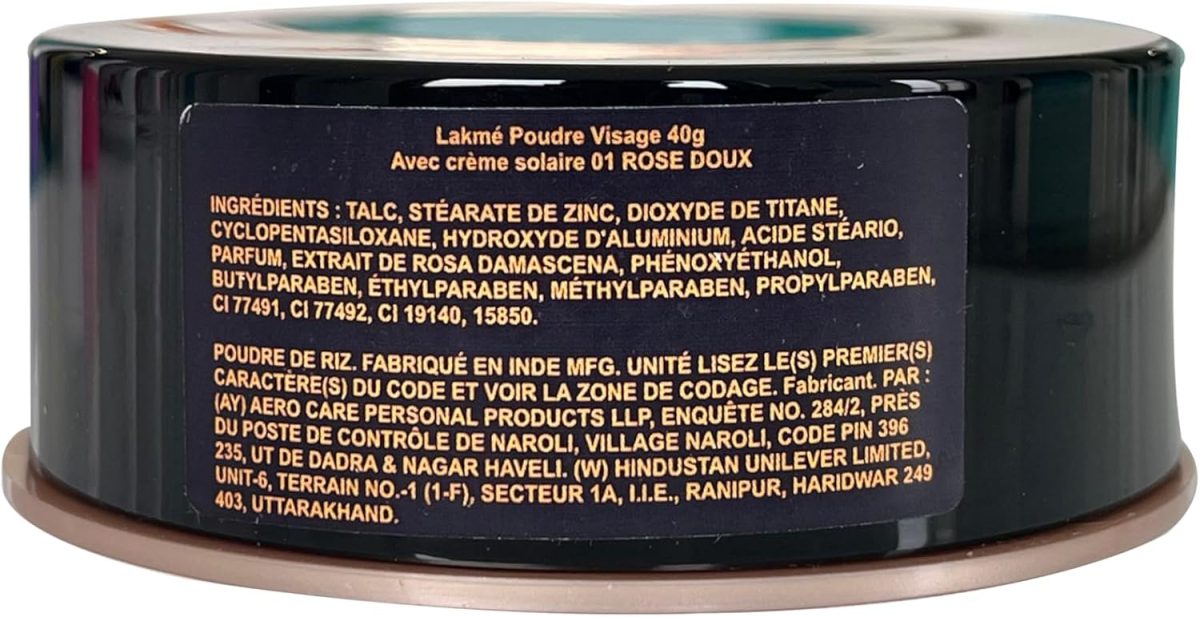 Lakmé Poudre Visage 40g
Avec crème solaire 01 ROSE DOUX
INGRÉDIENTS : TALC, STÉARATE DE ZINC, DIOXYDE DE TITANE,
CYCLOPENTASILOXANE, HYDROXYDE D'ALUMINIUM, ACIDE STÉARIO,
PARFUM, EXTRAIT DE ROSA DAMASCENA, PHÉNOXYÉTHANOL,
BUTYLPARABEN, ÉTHYLPARABEN, MÉTHYLPARABEN, PROPYLPARABEN,
CI 77491, CI 77492, CI 19140, 15850.
POUDRE DE RIZ. FABRIQUÉ EN INDE MFG. UNITÉ LISEZ LE(S) PREMIER(S)
CARACTÈRE(S) DU CODE ET VOIR LA ZONE DE CODAGE. Fabricant. PAR :
(AY) AERO CARE PERSONAL PRODUCTS LLP, ENQUÊTE NO. 284/2, PRÈS
DU POSTE DE CONTRÔLE DE NAROLI, VILLAGE NAROLI, CODE PIN 396
235, UT DE DADRA & NAGAR HAVELI. (W) HINDUSTAN UNILEVER LIMITED,
UNIT-6, TERRAIN NO.-1 (1-F), SECTEUR 1A, I.I.E., RANIPUR, HARIDWAR 249
403, UTTARAKHAND.